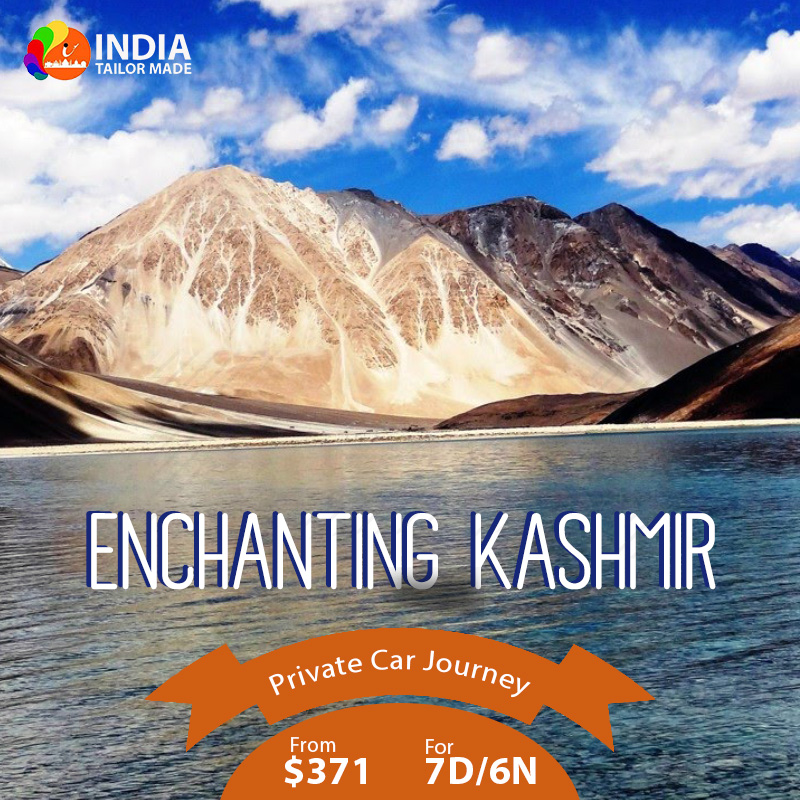 INDIA
TAILOR MADE
ENCHANTING KASHMIR
Private Car Journey
From
$371
For
7D/6N